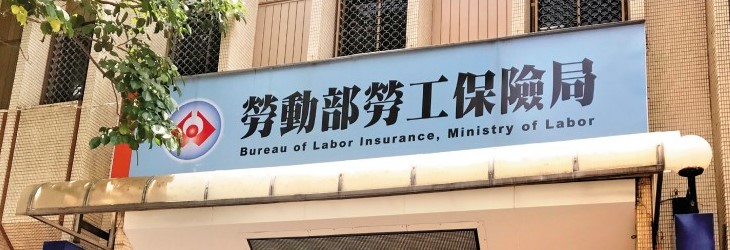 勞動部勞工保險局
Bureau of Labor Insurance, Ministry of Labor